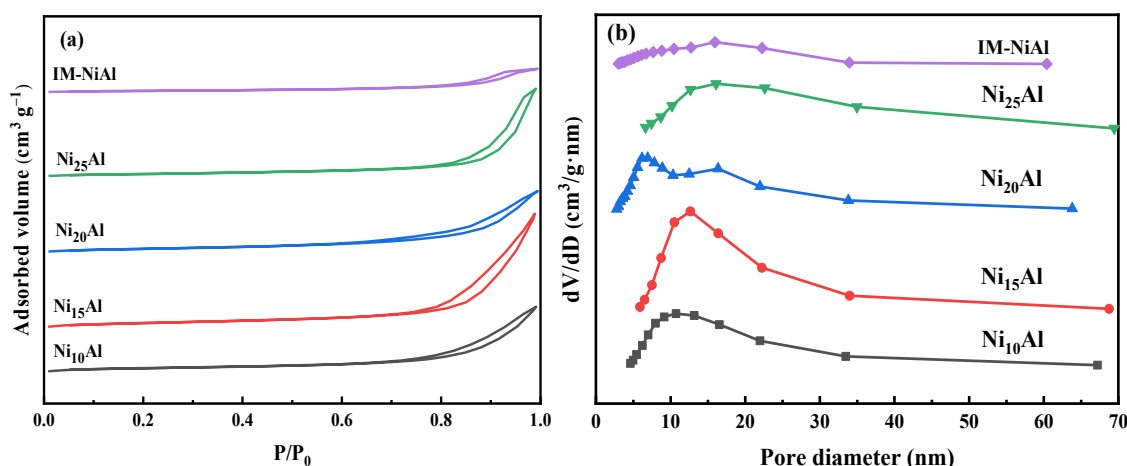 (a)
IM-NiAl
Ni₂₅Al
Ni₂₀Al
Ni₁₅Al
Ni₁₀Al
Adsorbed volume (cm³ g⁻¹)
0.0 0.2 0.4 0.6 0.8 1.0
P/P₀
(b)
IM-NiAl
Ni₂₅Al
Ni₂₀Al
Ni₁₅Al
Ni₁₀Al
dV/dD (cm³/g·nm)
0 10 20 30 40 50 60 70
Pore diameter (nm)